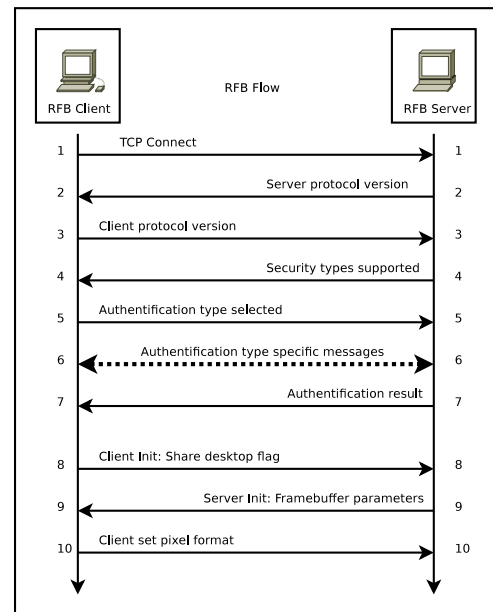 RFB Flow
RFB Client
RFB Server
1 TCP Connect 1
2 Server protocol version 2
3 Client protocol version 3
4 Security types supported 4
5 Authentification type selected 5
6 Authentification type specific messages 6
7 Authentification result 7
8 Client Init: Share desktop flag 8
9 Server Init: Framebuffer parameters 9
10 Client set pixel format 10